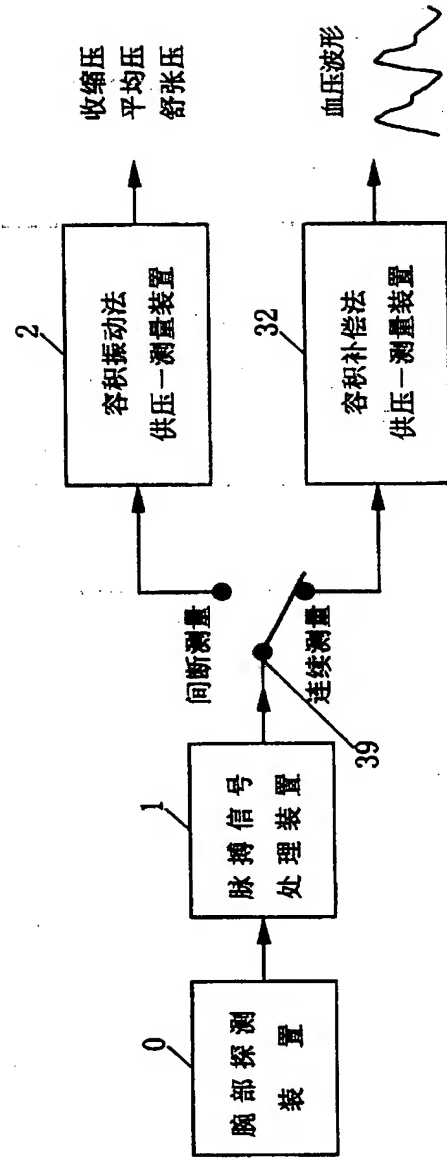 0
腕部探测
装置
1
脉搏信号
处理装置
39
间断测量
连续测量
2
容积振动法
供压—测量装置
收缩压
平均压
舒张压
32
容积补偿法
供压—测量装置
血压波形